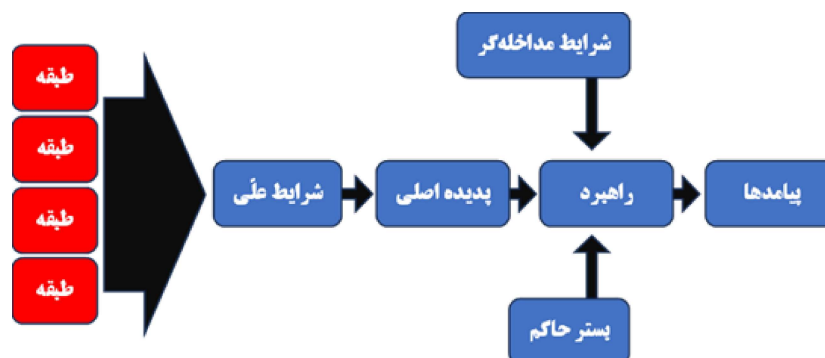 شرایط مداخله‌گر
طبقه
طبقه
طبقه
طبقه
شرایط علّی
پدیده اصلی
راهبرد
پیامدها
بستر حاکم